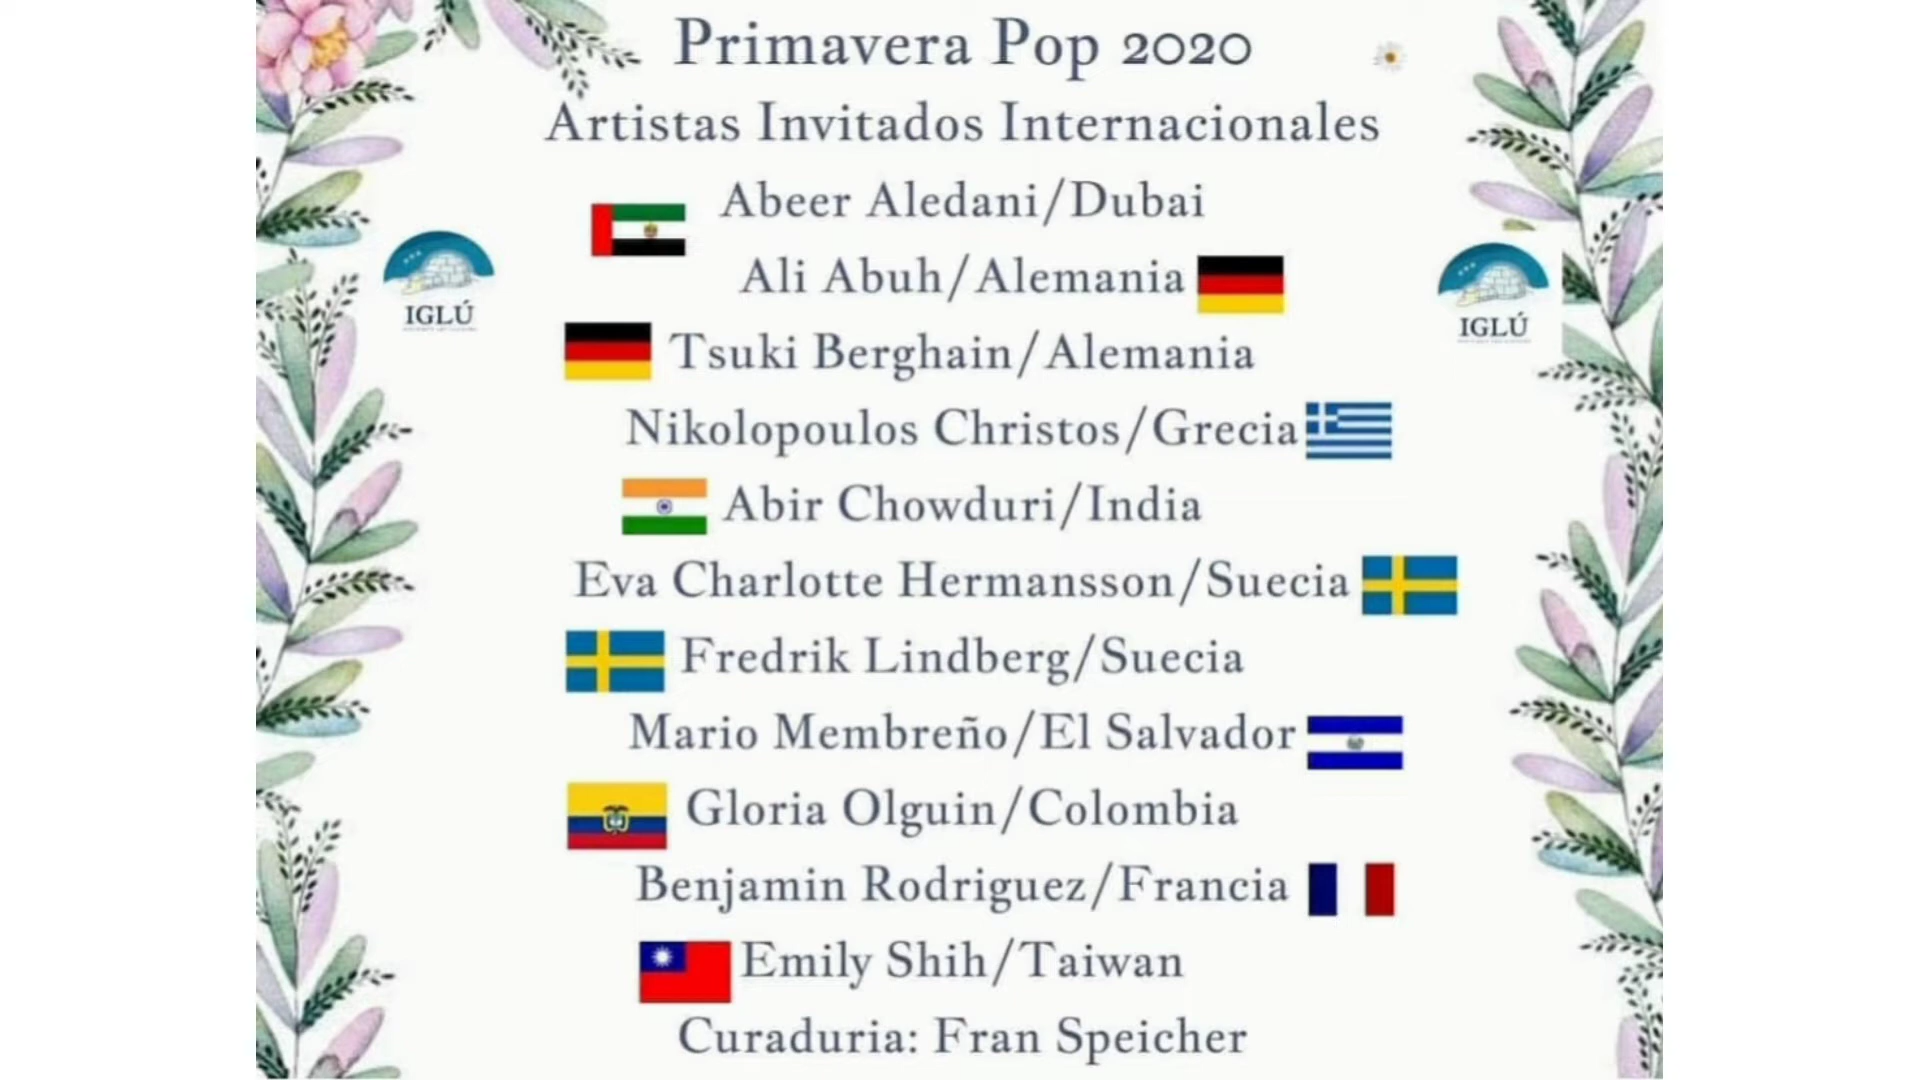 Primavera Pop 2020
Artistas Invitados Internacionales
Abeer Aledani/Dubai
Ali Abuh/Alemania
IGLÚ
IGLÚ
Tsuki Berghain/Alemania
Nikolopoulos Christos/Grecia
Abir Chowduri/India
Eva Charlotte Hermansson/Suecia
Fredrik Lindberg/Suecia
Mario Membreño/El Salvador
Gloria Olguin/Colombia
Benjamin Rodriguez/Francia
Emily Shih/Taiwan
Curaduria: Fran Speicher